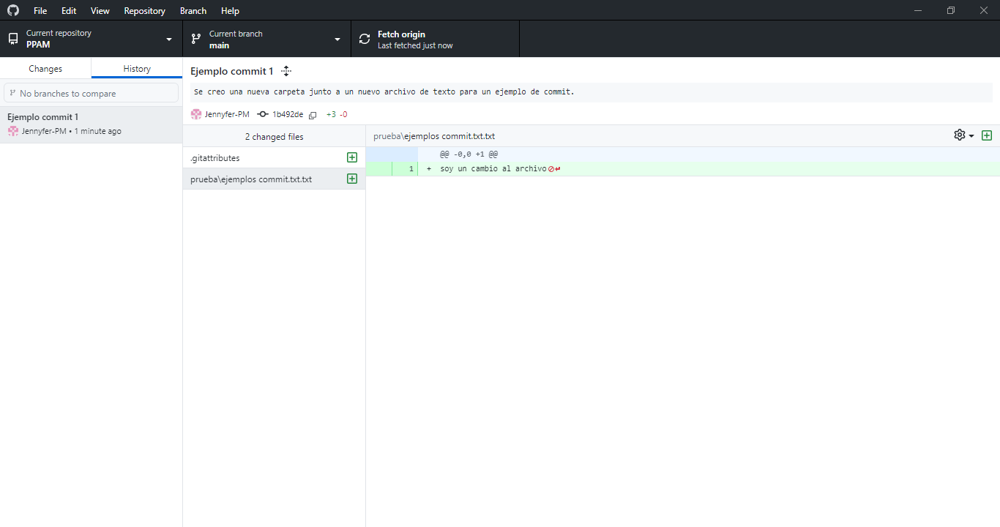 File Edit View Repository Branch Help
Current repository
PPAM
Current branch
main
Fetch origin
Last fetched just now
Changes
History
No branches to compare
Ejemplo commit 1
Jennyfer-PM • 1 minute ago
Ejemplo commit 1
Se creo una nueva carpeta junto a un nuevo archivo de texto para un ejemplo de commit.
Jennyfer-PM 1b492de +3 -0
2 changed files
.gitattributes
prueba\ejemplos commit.txt.txt
prueba\ejemplos commit.txt.txt
@@ -0,0 +1 @@
1 + soy un cambio al archivo